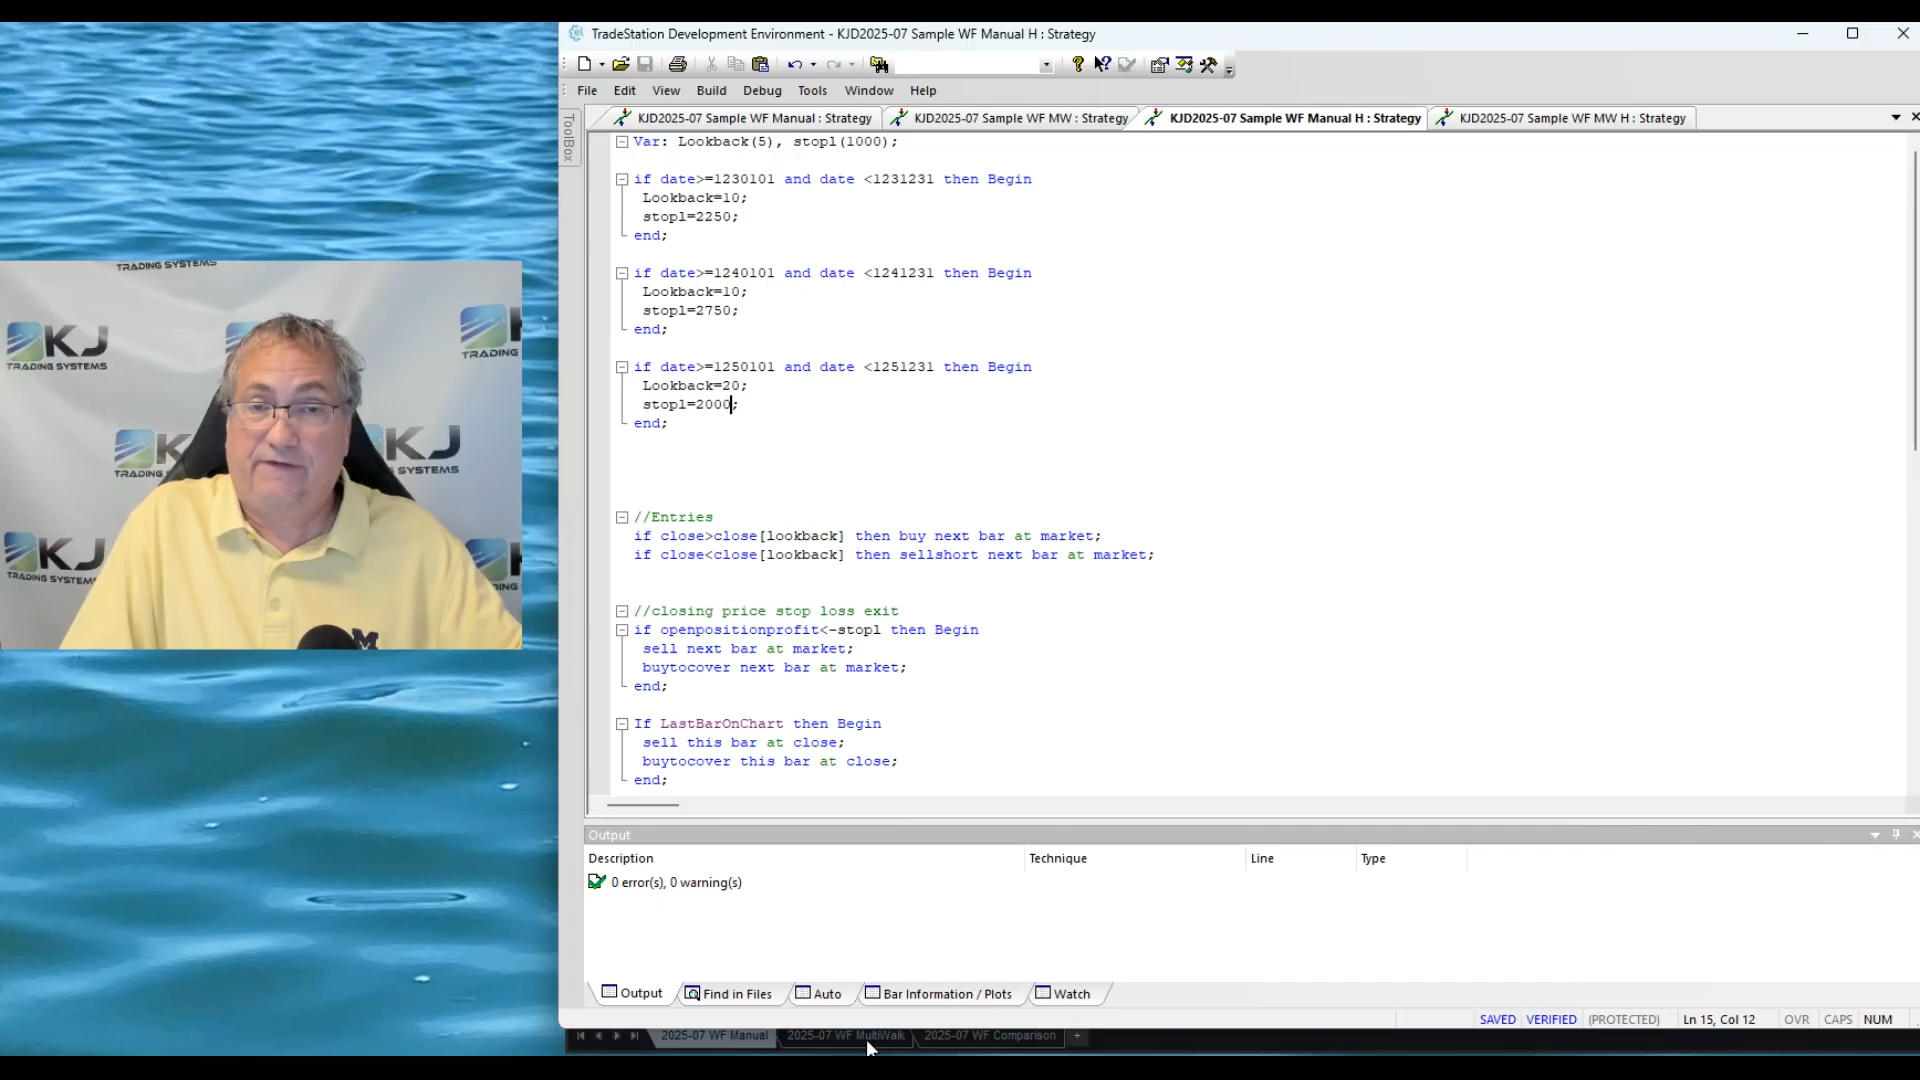 TradeStation Development Environment - KJD2025-07 Sample WF Manual H : Strategy
File Edit View Build Debug Tools Window Help
ToolBox
KJD2025-07 Sample WF Manual : Strategy
KJD2025-07 Sample WF MW : Strategy
KJD2025-07 Sample WF Manual H : Strategy
KJD2025-07 Sample WF MW H : Strategy
Var: Lookback(5), stopl(1000);
if date>=1230101 and date <1231231 then Begin
Lookback=10;
stopl=2250;
end;
if date>=1240101 and date <1241231 then Begin
Lookback=10;
stopl=2750;
end;
if date>=1250101 and date <1251231 then Begin
Lookback=20;
stopl=2000;
end;
//Entries
if close>close[lookback] then buy next bar at market;
if close<close[lookback] then sellshort next bar at market;
//closing price stop loss exit
if openpositionprofit<-stopl then Begin
sell next bar at market;
buytocover next bar at market;
end;
If LastBarOnChart then Begin
sell this bar at close;
buytocover this bar at close;
end;
Output
Description Technique Line Type
0 error(s), 0 warning(s)
Output Find in Files Auto Bar Information / Plots Watch
SAVED VERIFIED (PROTECTED) Ln 15, Col 12 OVR CAPS NUM
2025-07 WF Manual 2025-07 WF MultiWalk 2025-07 WF Comparison +
TRADING SYSTEMS
KJ
TRADING SYSTEMS
TRADING
KJ
TRADING SYSTEMS
KJ
TRADING SYSTEMS
M